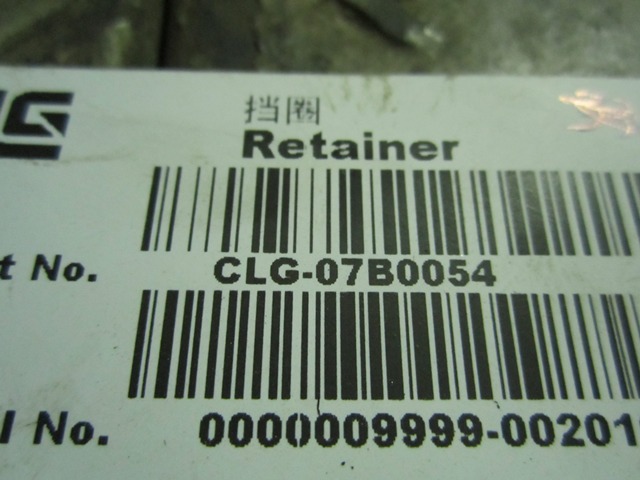 挡圈
Retainer
No. CLG-07B0054
No. 0000009999-00201